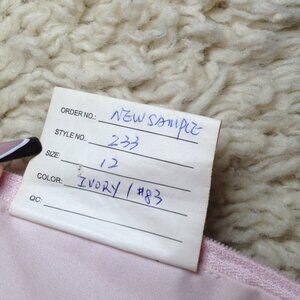 ORDER NO.: NEW SAMPLE
STYLE NO. 233
SIZE: 12
COLOR: IVORY / #83
QC: